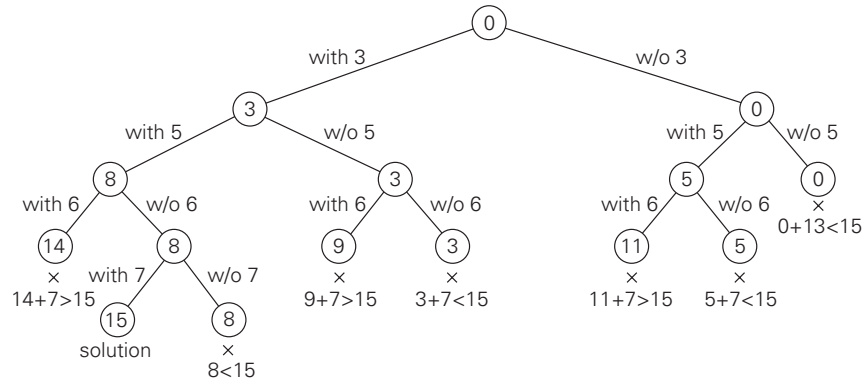 0
with 3
w/o 3
3
0
with 5
w/o 5
with 5
w/o 5
8
3
5
0
with 6
w/o 6
with 6
w/o 6
with 6
w/o 6
×
0+13<15
14
8
9
3
11
5
×
with 7
w/o 7
×
×
×
×
14+7>15
9+7>15
3+7<15
11+7>15
5+7<15
15
8
solution
×
8<15